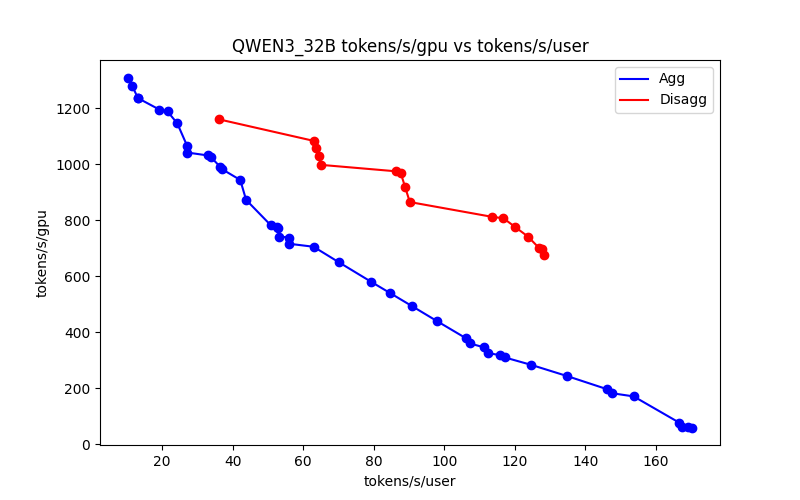 QWEN3_32B tokens/s/gpu vs tokens/s/user
Agg
Disagg
tokens/s/gpu
1200
1000
800
600
400
200
0
20 40 60 80 100 120 140 160
tokens/s/user